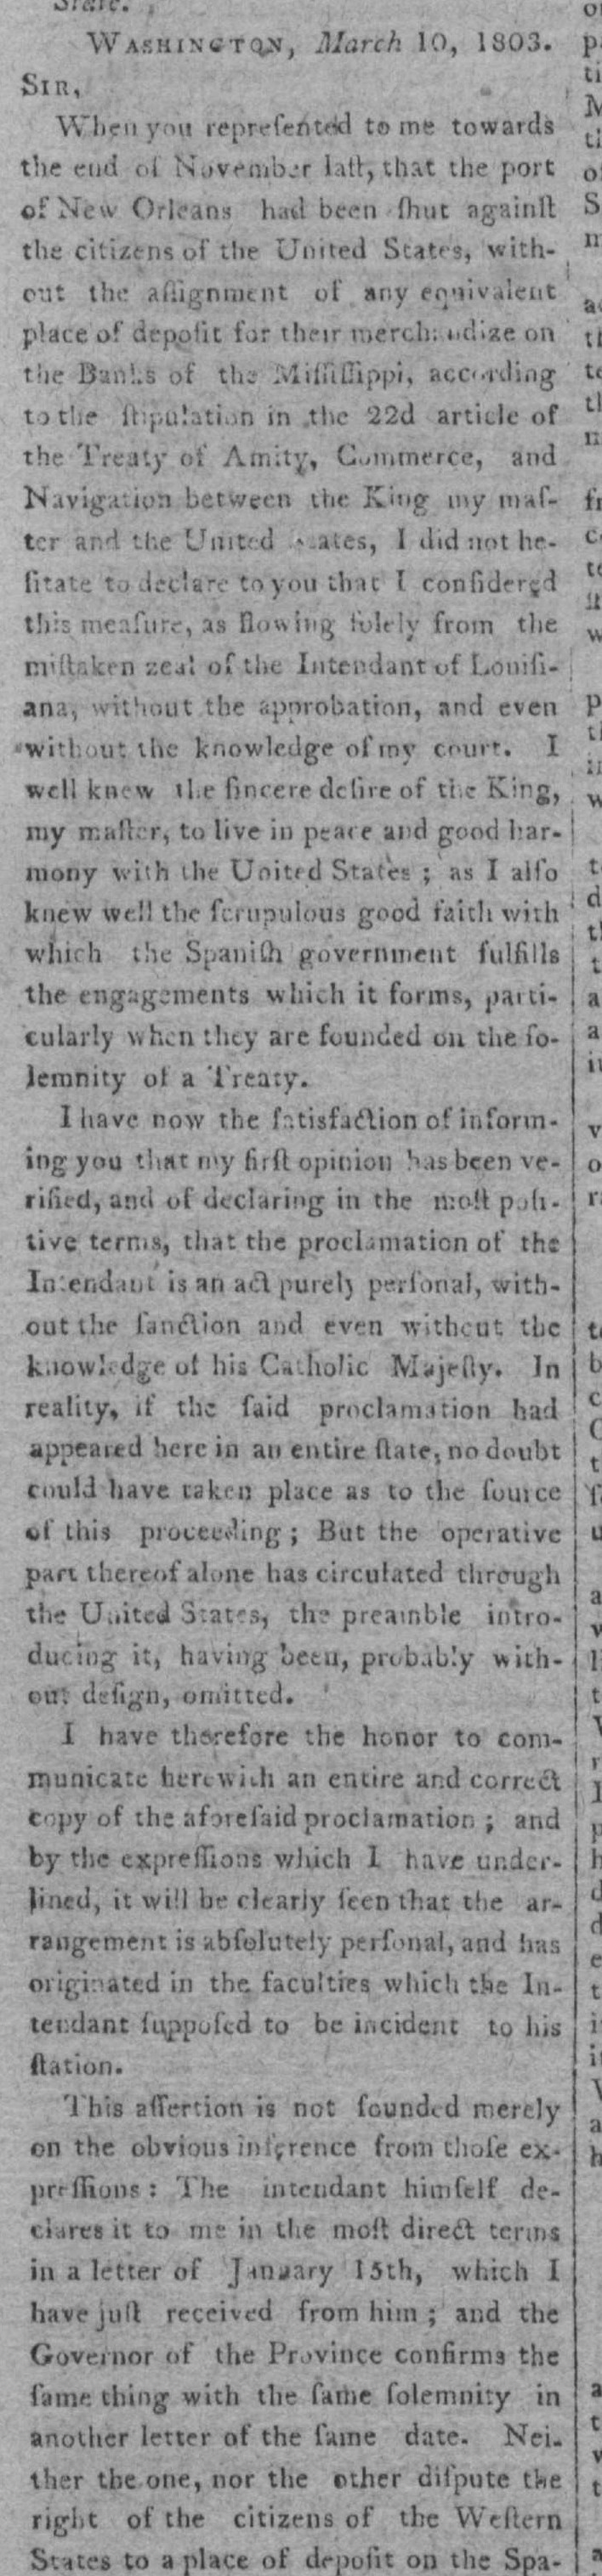 State.
WASHINGTON, March 10, 1803.
SIR,
When you repreſented to me towards
the end of November laſt, that the port
of New Orleans had been ſhut againſt
the citizens of the United States, with-
out the aſſignment of any equivalent
place of depoſit for their merchandize on
the Banks of the Miſſiſſippi, according
to the ſtipulation in the 22d article of
the Treaty of Amity, Commerce, and
Navigation between the King my maſ-
ter and the United States, I did not he-
ſitate to declare to you that I conſidered
this meaſure, as flowing ſolely from the
miſtaken zeal of the Intendant of Louiſi-
ana, without the approbation, and even
without the knowledge of my court. I
well knew the ſincere deſire of the King,
my maſter, to live in peace and good har-
mony with the United States; as I alſo
knew well the ſcrupulous good faith with
which the Spaniſh government fulfills
the engagements which it forms, parti-
cularly when they are founded on the ſo-
lemnity of a Treaty.
I have now the ſatisfaction of inform-
ing you that my firſt opinion has been ve-
rified, and of declaring in the moſt poſi-
tive terms, that the proclamation of the
Intendant is an act purely perſonal, with-
out the ſanction and even without the
knowledge of his Catholic Majeſty. In
reality, if the ſaid proclamation had
appeared here in an entire ſtate, no doubt
could have taken place as to the ſource
of this proceeding; But the operative
part thereof alone has circulated through
the United States, the preamble intro-
ducing it, having been, probably with-
out deſign, omitted.
I have therefore the honor to com-
municate herewith an entire and correct
copy of the aforeſaid proclamation; and
by the expreſſions which I have under-
lined, it will be clearly ſeen that the ar-
rangement is abſolutely perſonal, and has
originated in the faculties which the In-
tendant ſuppoſed to be incident to his
ſtation.
This aſſertion is not founded merely
on the obvious inference from thoſe ex-
preſſions: The intendant himſelf de-
clares it to me in the moſt direct terms
in a letter of January 15th, which I
have juſt received from him; and the
Governor of the Province confirms the
ſame thing with the ſame ſolemnity in
another letter of the ſame date. Nei-
ther the one, nor the other diſpute the
right of the citizens of the Weſtern
States to a place of depoſit on the Spa-